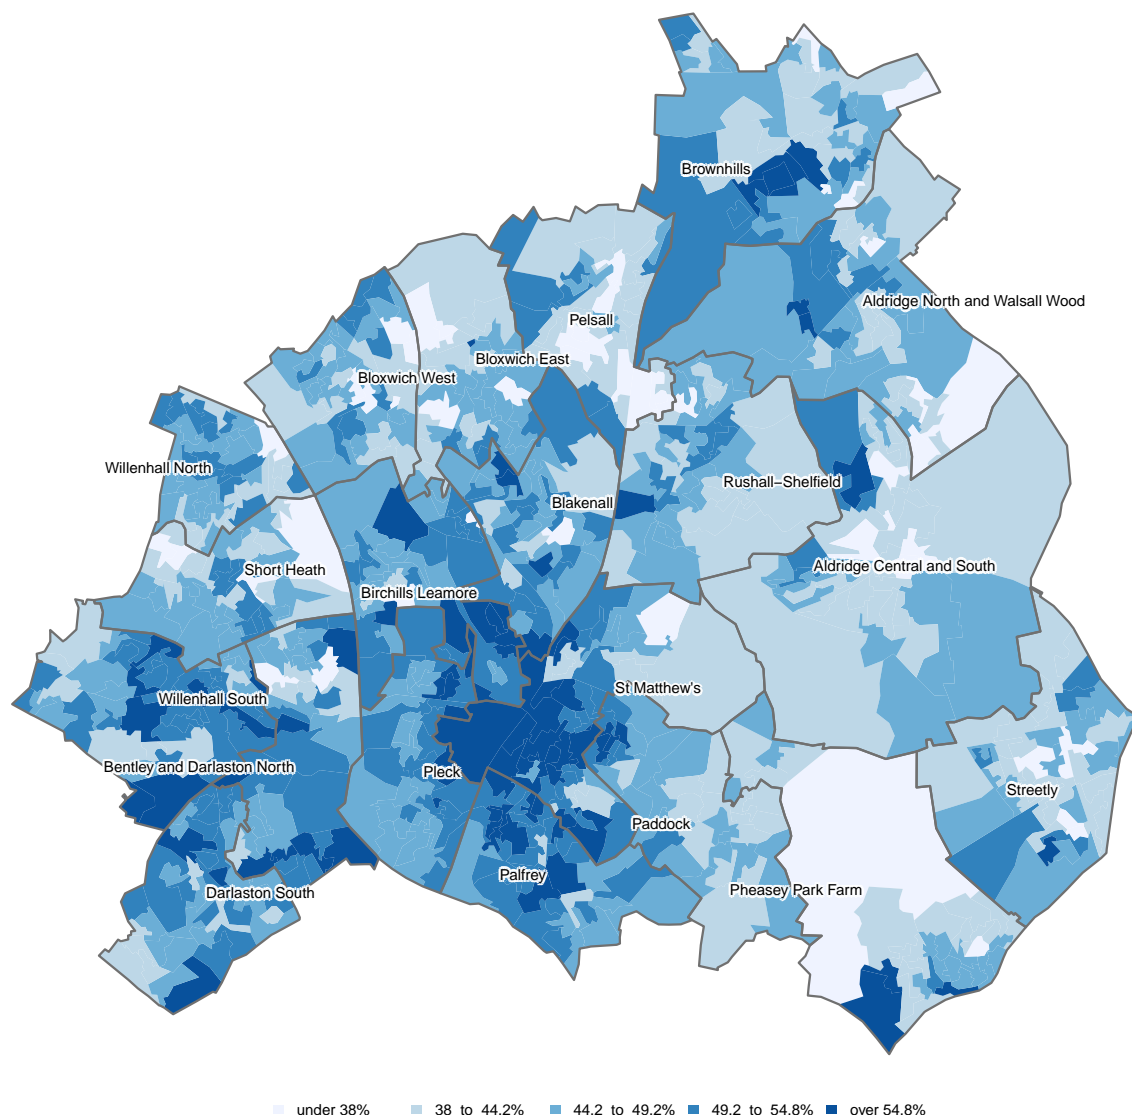 Brownhills
Aldridge North and Walsall Wood
Pelsall
Bloxwich East
Bloxwich West
Willenhall North
Rushall−Shelfield
Blakenall
Short Heath
Aldridge Central and South
Birchills Leamore
St Matthew's
Willenhall South
Bentley and Darlaston North
Pleck
Streetly
Paddock
Palfrey
Pheasey Park Farm
Darlaston South
under 38% 38 to 44.2% 44.2 to 49.2% 49.2 to 54.8% over 54.8%